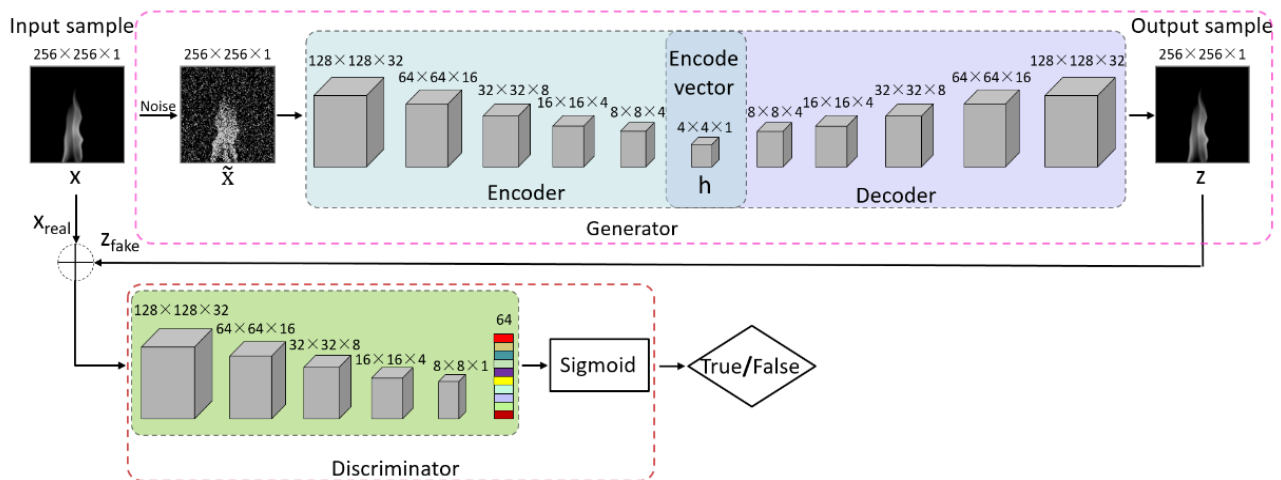 Input sample
256×256×1
x
Noise
256×256×1
x̃
128×128×32
64×64×16
32×32×8
16×16×4
8×8×4
Encoder
Encode
vector
4×4×1
h
8×8×4
16×16×4
32×32×8
64×64×16
128×128×32
Decoder
Generator
Output sample
256×256×1
z
x_real
z_fake
128×128×32
64×64×16
32×32×8
16×16×4
8×8×1
64
Sigmoid
True/False
Discriminator